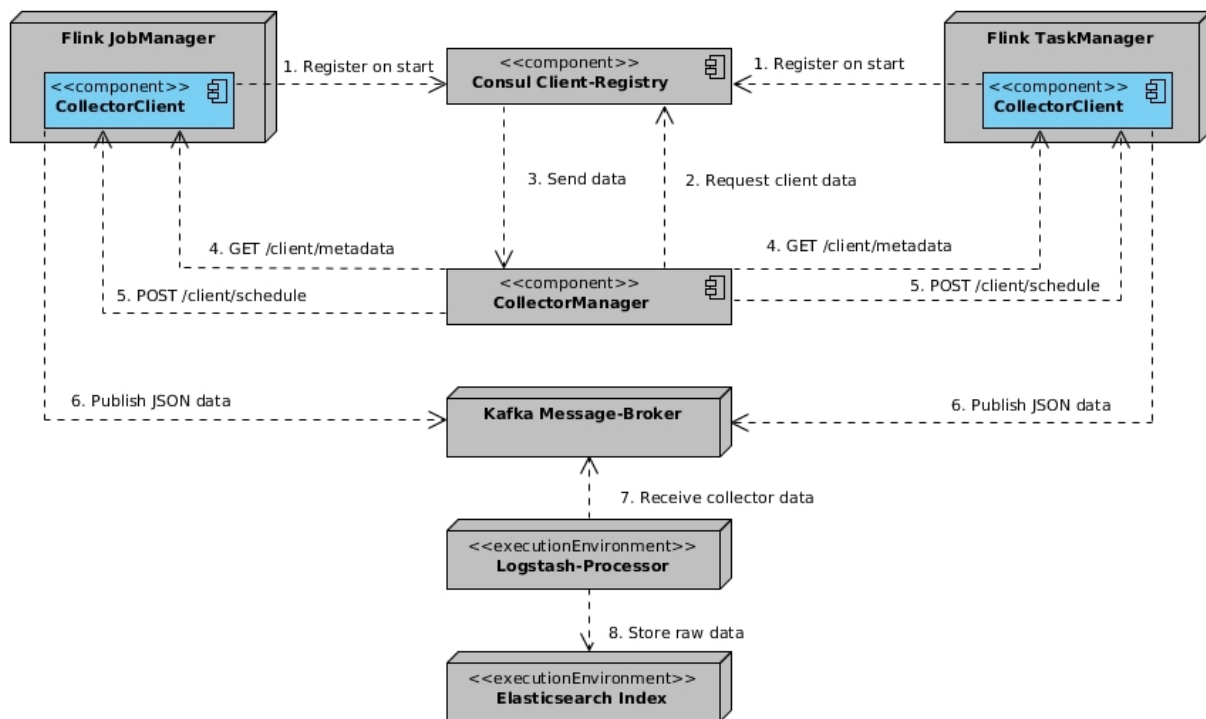 Flink JobManager
<<component>>
CollectorClient
1. Register on start
<<component>>
Consul Client-Registry
1. Register on start
Flink TaskManager
<<component>>
CollectorClient
3. Send data
2. Request client data
4. GET /client/metadata
5. POST /client/schedule
<<component>>
CollectorManager
4. GET /client/metadata
5. POST /client/schedule
6. Publish JSON data
Kafka Message-Broker
6. Publish JSON data
7. Receive collector data
<<executionEnvironment>>
Logstash-Processor
8. Store raw data
<<executionEnvironment>>
Elasticsearch Index